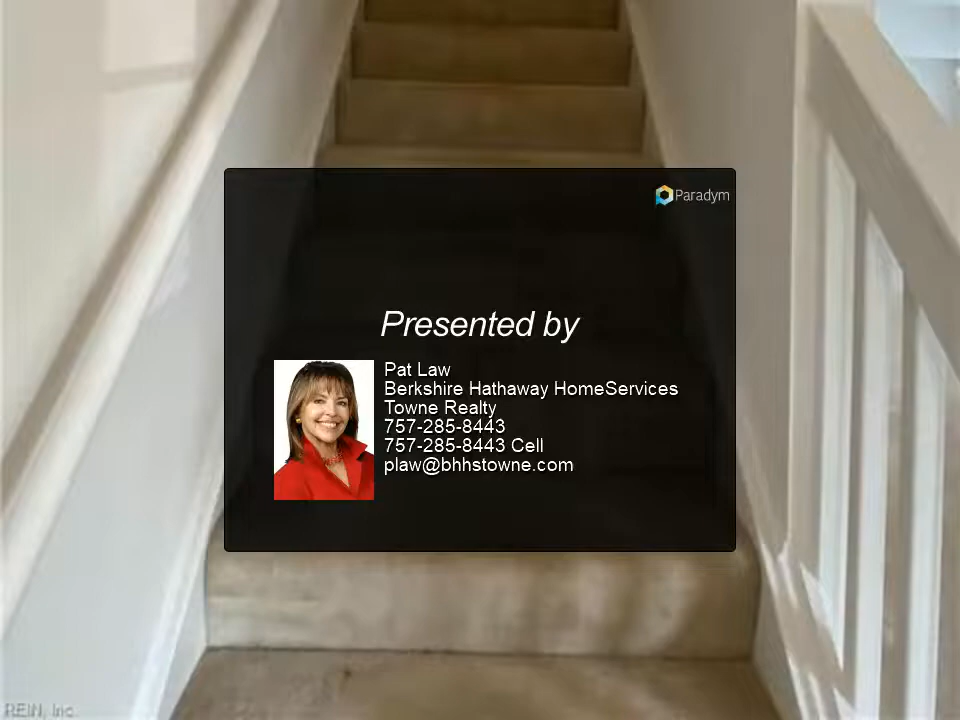 Paradym
Presented by
Pat Law
Berkshire Hathaway HomeServices
Towne Realty
757-285-8443
757-285-8443 Cell
plaw@bhhstowne.com
REIN, Inc.